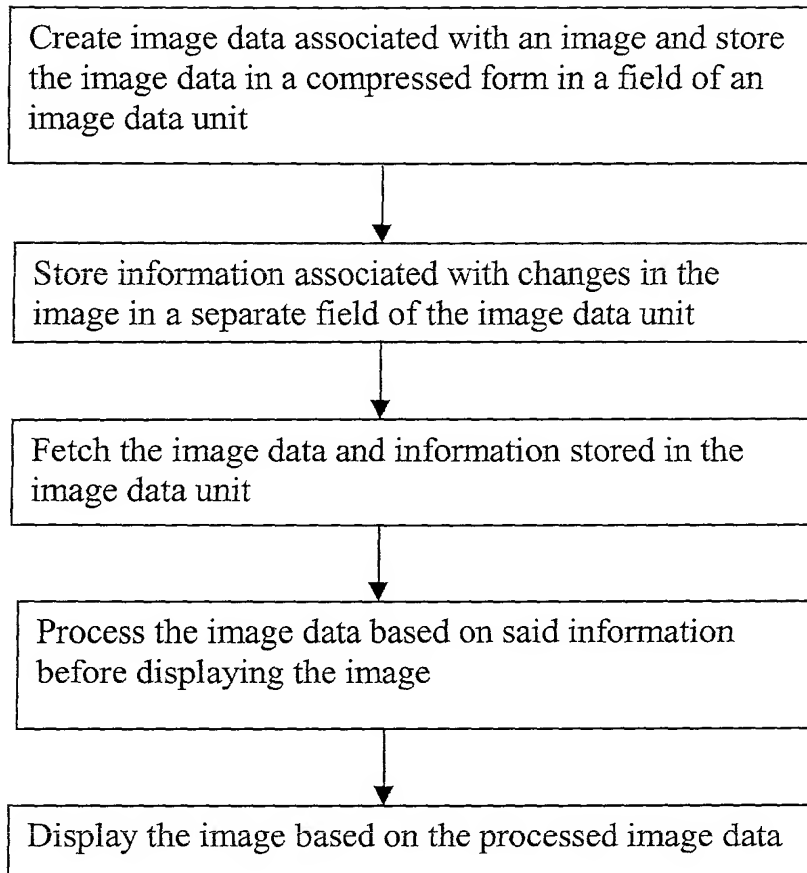 Create image data associated with an image and store
the image data in a compressed form in a field of an
image data unit
Store information associated with changes in the
image in a separate field of the image data unit
Fetch the image data and information stored in the
image data unit
Process the image data based on said information
before displaying the image
Display the image based on the processed image data